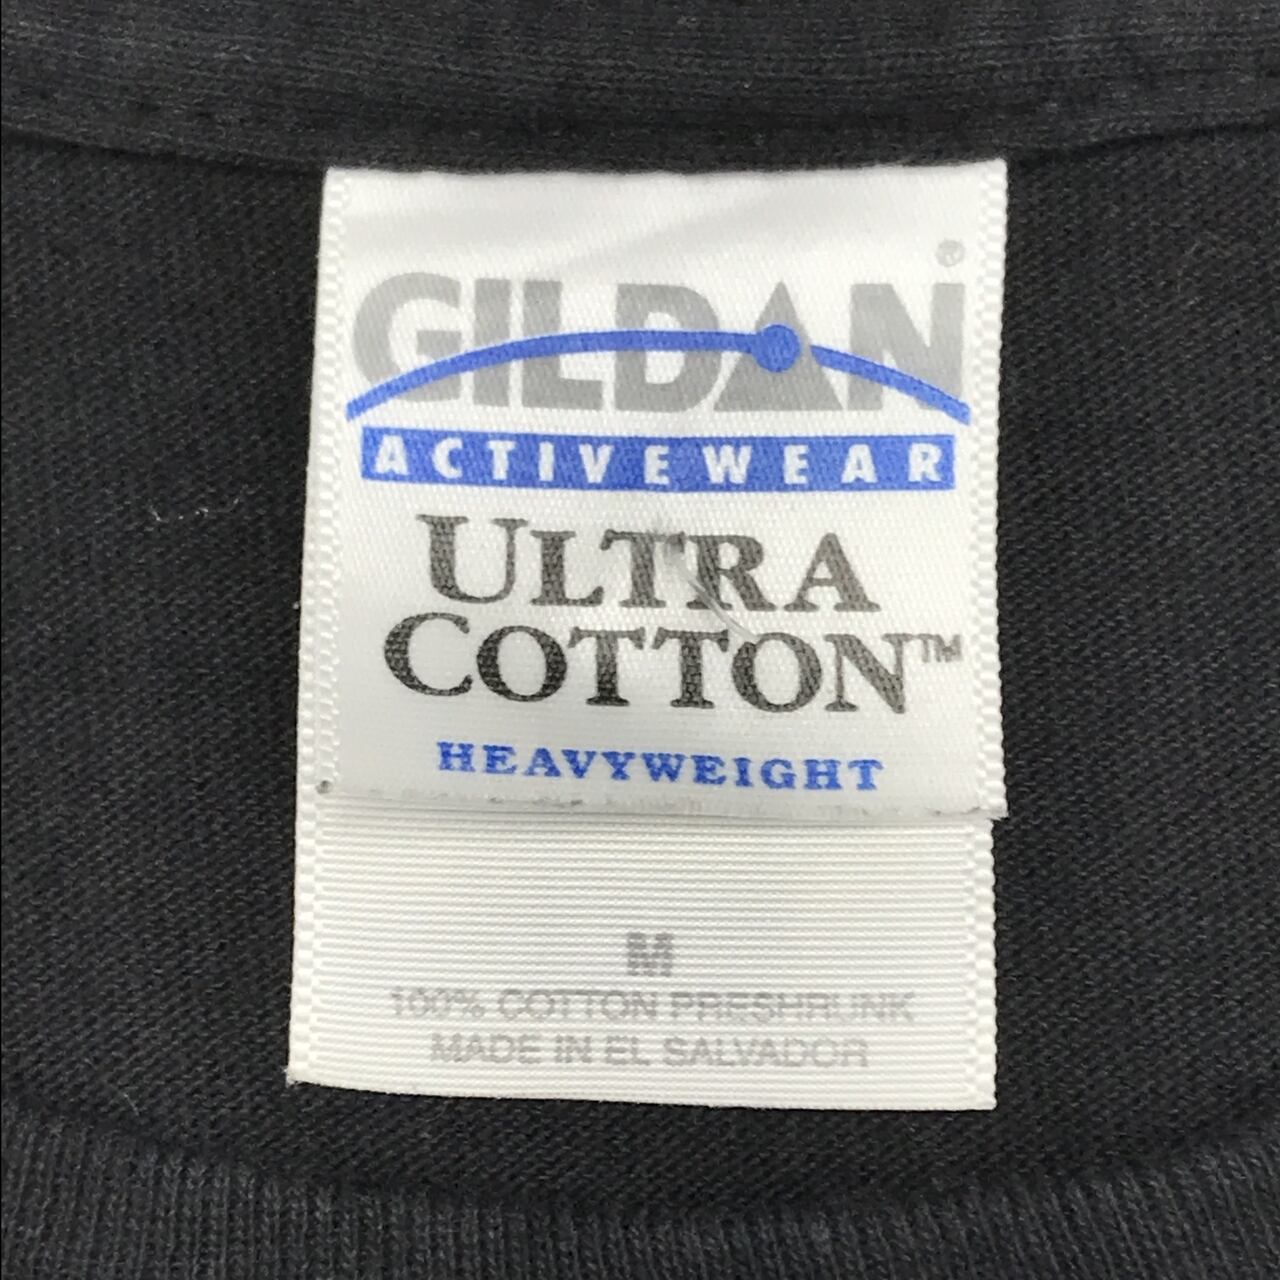 GILDAN®
ACTIVEWEAR
ULTRA
COTTON™
HEAVYWEIGHT
M
100% COTTON PRESHRUNK
MADE IN EL SALVADOR